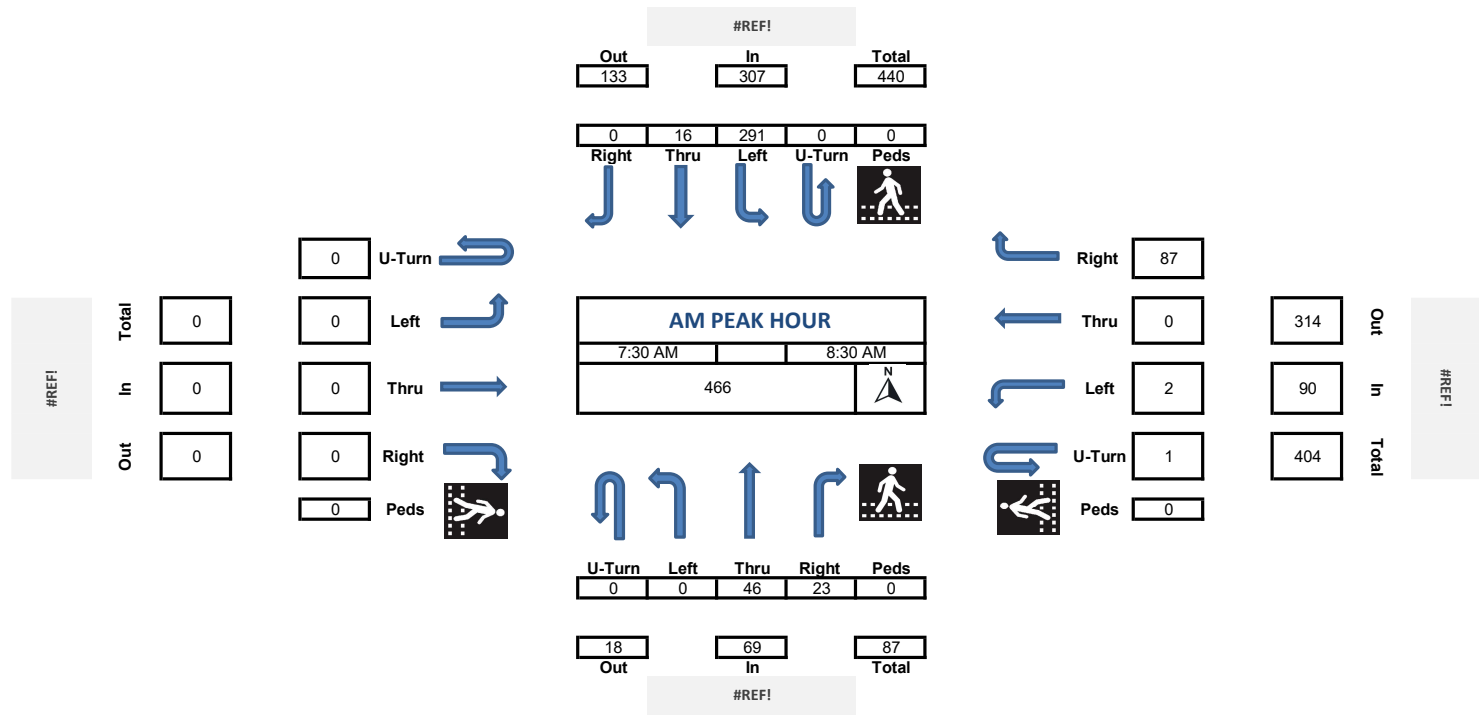 #REF!
Out In Total
133 307 440
0 16 291 0 0
Right Thru Left U-Turn Peds
0 U-Turn
Right 87
Total 0 0 Left
AM PEAK HOUR
Thru 0 314 Out
7:30 AM 8:30 AM
#REF! In 0 0 Thru
466 N
Left 2 90 In #REF!
Out 0 0 Right
U-Turn 1 404 Total
0 Peds
Peds 0
U-Turn Left Thru Right Peds
0 0 46 23 0
18 69 87
Out In Total
#REF!